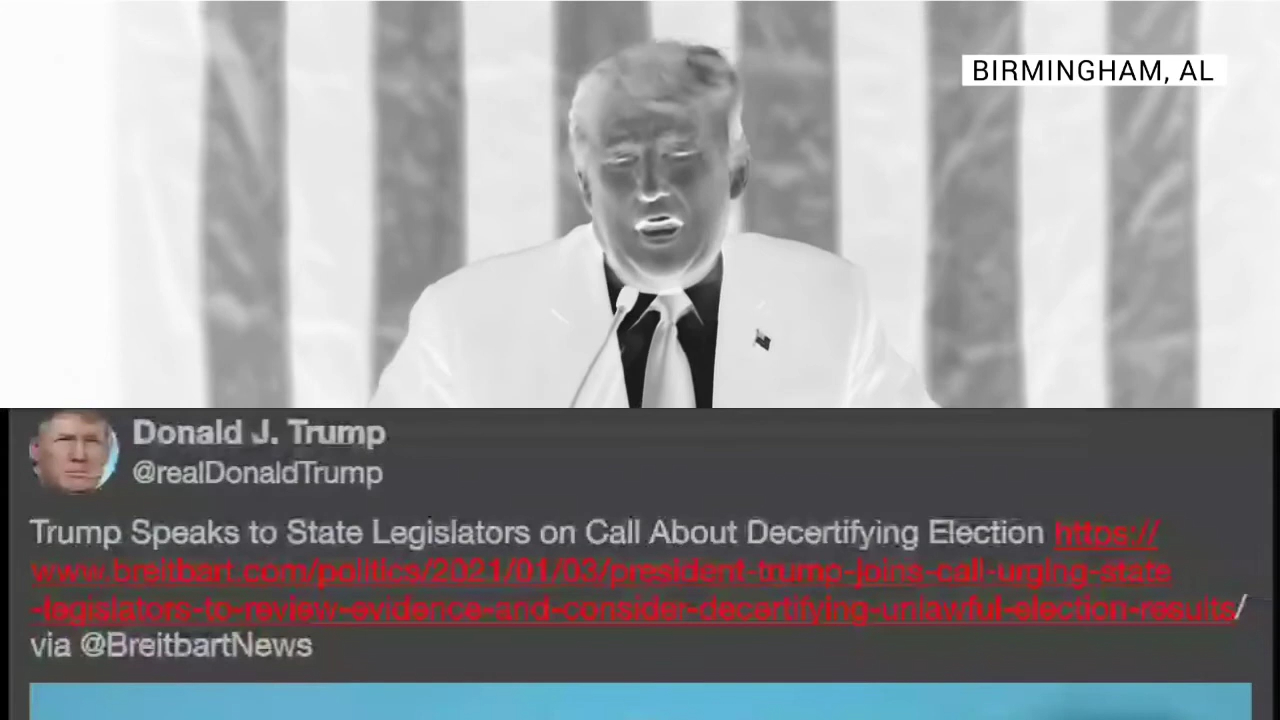 BIRMINGHAM, AL
Donald J. Trump
@realDonaldTrump
Trump Speaks to State Legislators on Call About Decertifying Election https://
www.breitbart.com/politics/2021/01/03/president-trump-joins-call-urging-state
-legislators-to-review-evidence-and-consider-decertifying-unlawful-election-results/
via @BreitbartNews